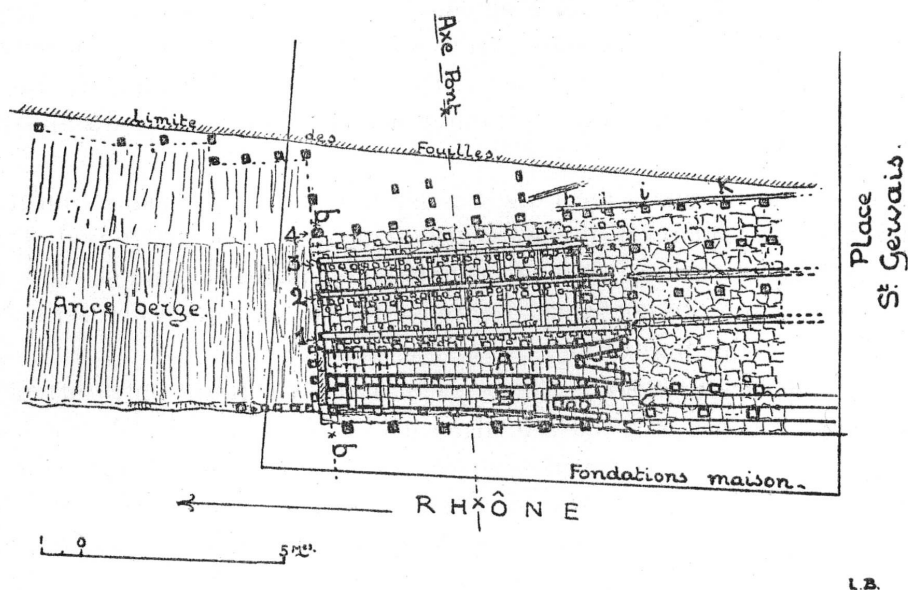 Axe Pont
Limite des Fouilles.
h i j K
Place
St Gervais.
b
4
3
2
1
Ance berge
A
B
b
Fondations maison.
RHÔNE
1 0 5 Mes.
L.B.